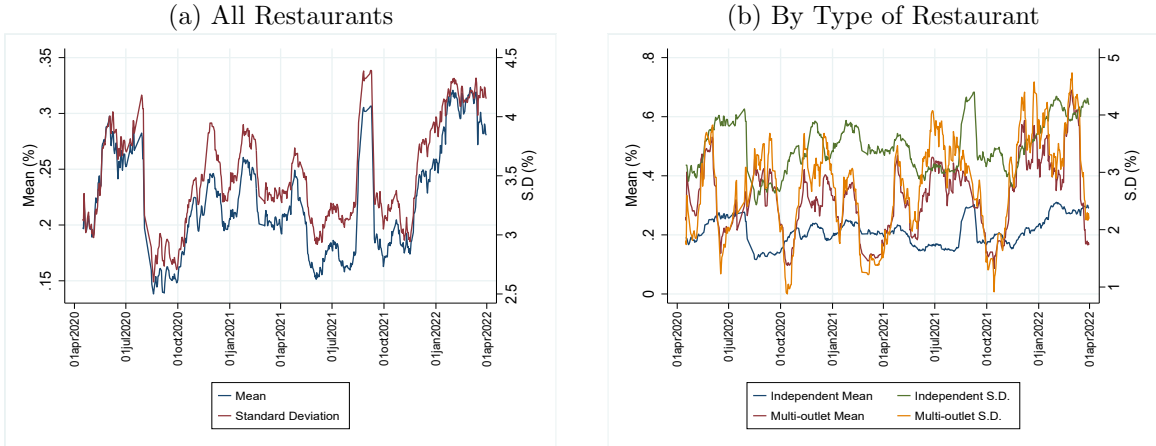 (a) All Restaurants
Mean (%)
.35
.3
.25
.2
.15
4.5
4
3.5
3
2.5
S.D (%)
01apr2020
01jul2020
01oct2020
01jan2021
01apr2021
01jul2021
01oct2021
01jan2022
01apr2022
Mean
Standard Deviation
(b) By Type of Restaurant
Mean (%)
.8
.6
.4
.2
0
5
4
3
2
1
S.D (%)
01apr2020
01jul2020
01oct2020
01jan2021
01apr2021
01jul2021
01oct2021
01jan2022
01apr2022
Independent Mean
Independent S.D.
Multi-outlet Mean
Multi-outlet S.D.